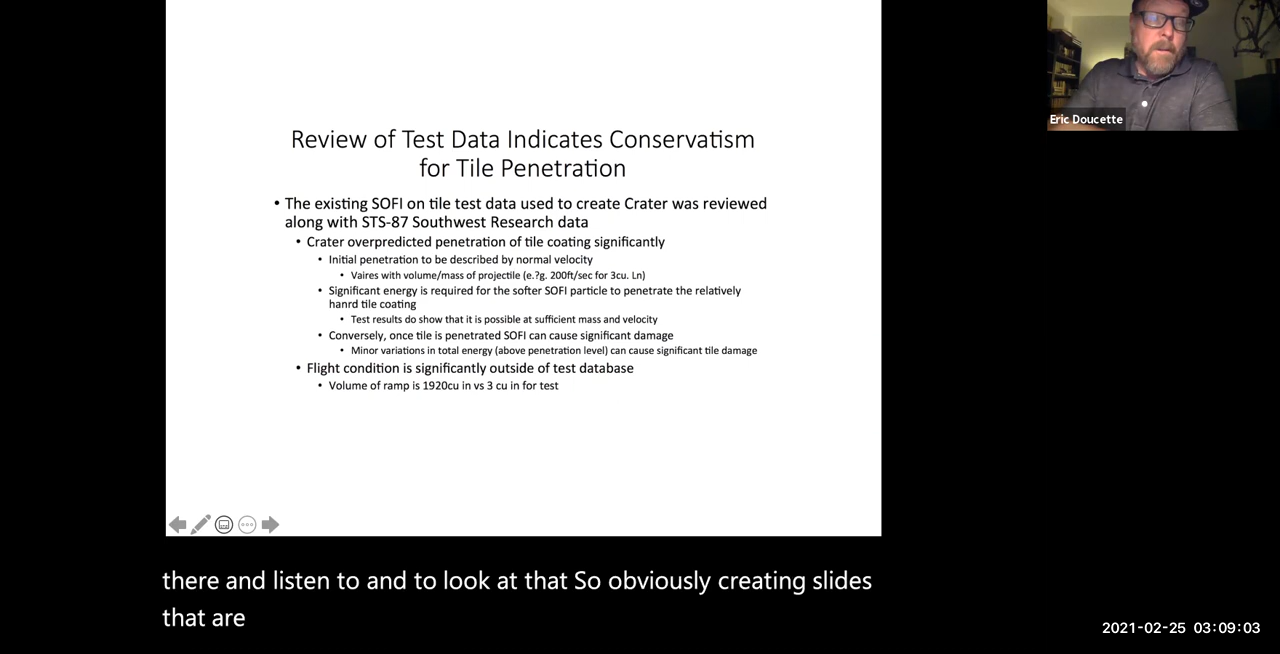 Review of Test Data Indicates Conservatism
for Tile Penetration
• The existing SOFI on tile test data used to create Crater was reviewed
along with STS-87 Southwest Research data
• Crater overpredicted penetration of tile coating significantly
• Initial penetration to be described by normal velocity
• Vaires with volume/mass of projectile (e.?g. 200ft/sec for 3cu. Ln)
• Significant energy is required for the softer SOFI particle to penetrate the relatively
hanrd tile coating
• Test results do show that it is possible at sufficient mass and velocity
• Conversely, once tile is penetrated SOFI can cause significant damage
• Minor variations in total energy (above penetration level) can cause significant tile damage
• Flight condition is significantly outside of test database
• Volume of ramp is 1920cu in vs 3 cu in for test
Eric Doucette
there and listen to and to look at that So obviously creating slides
that are
2021-02-25 03:09:03